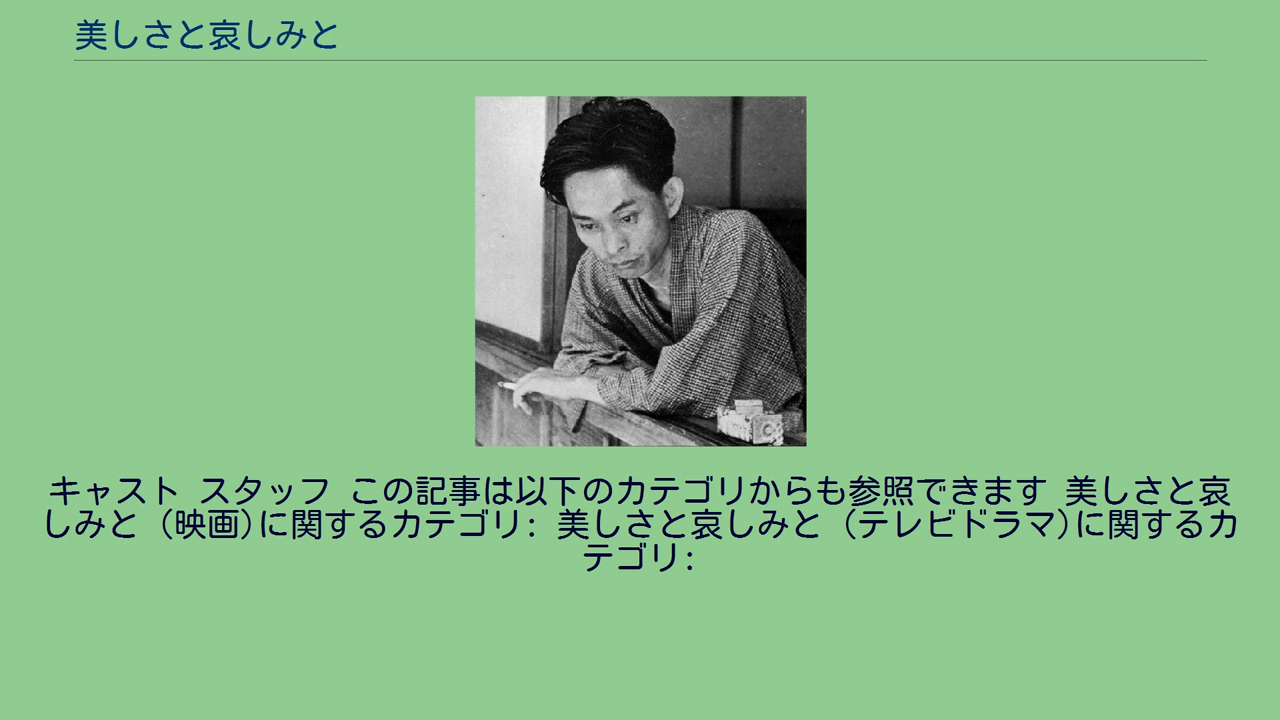 美しさと哀しみと
キャスト スタッフ この記事は以下のカテゴリからも参照できます 美しさと哀
しみと (映画)に関するカテゴリ: 美しさと哀しみと (テレビドラマ)に関するカ
テゴリ: